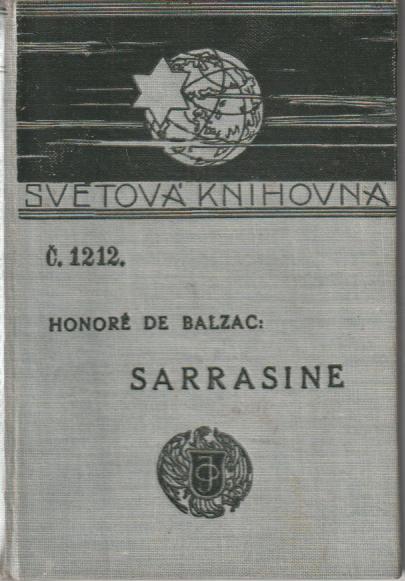 SVĚTOVÁ KNIHOVNA
Č. 1212.
HONORÉ DE BALZAC:
SARRASINE